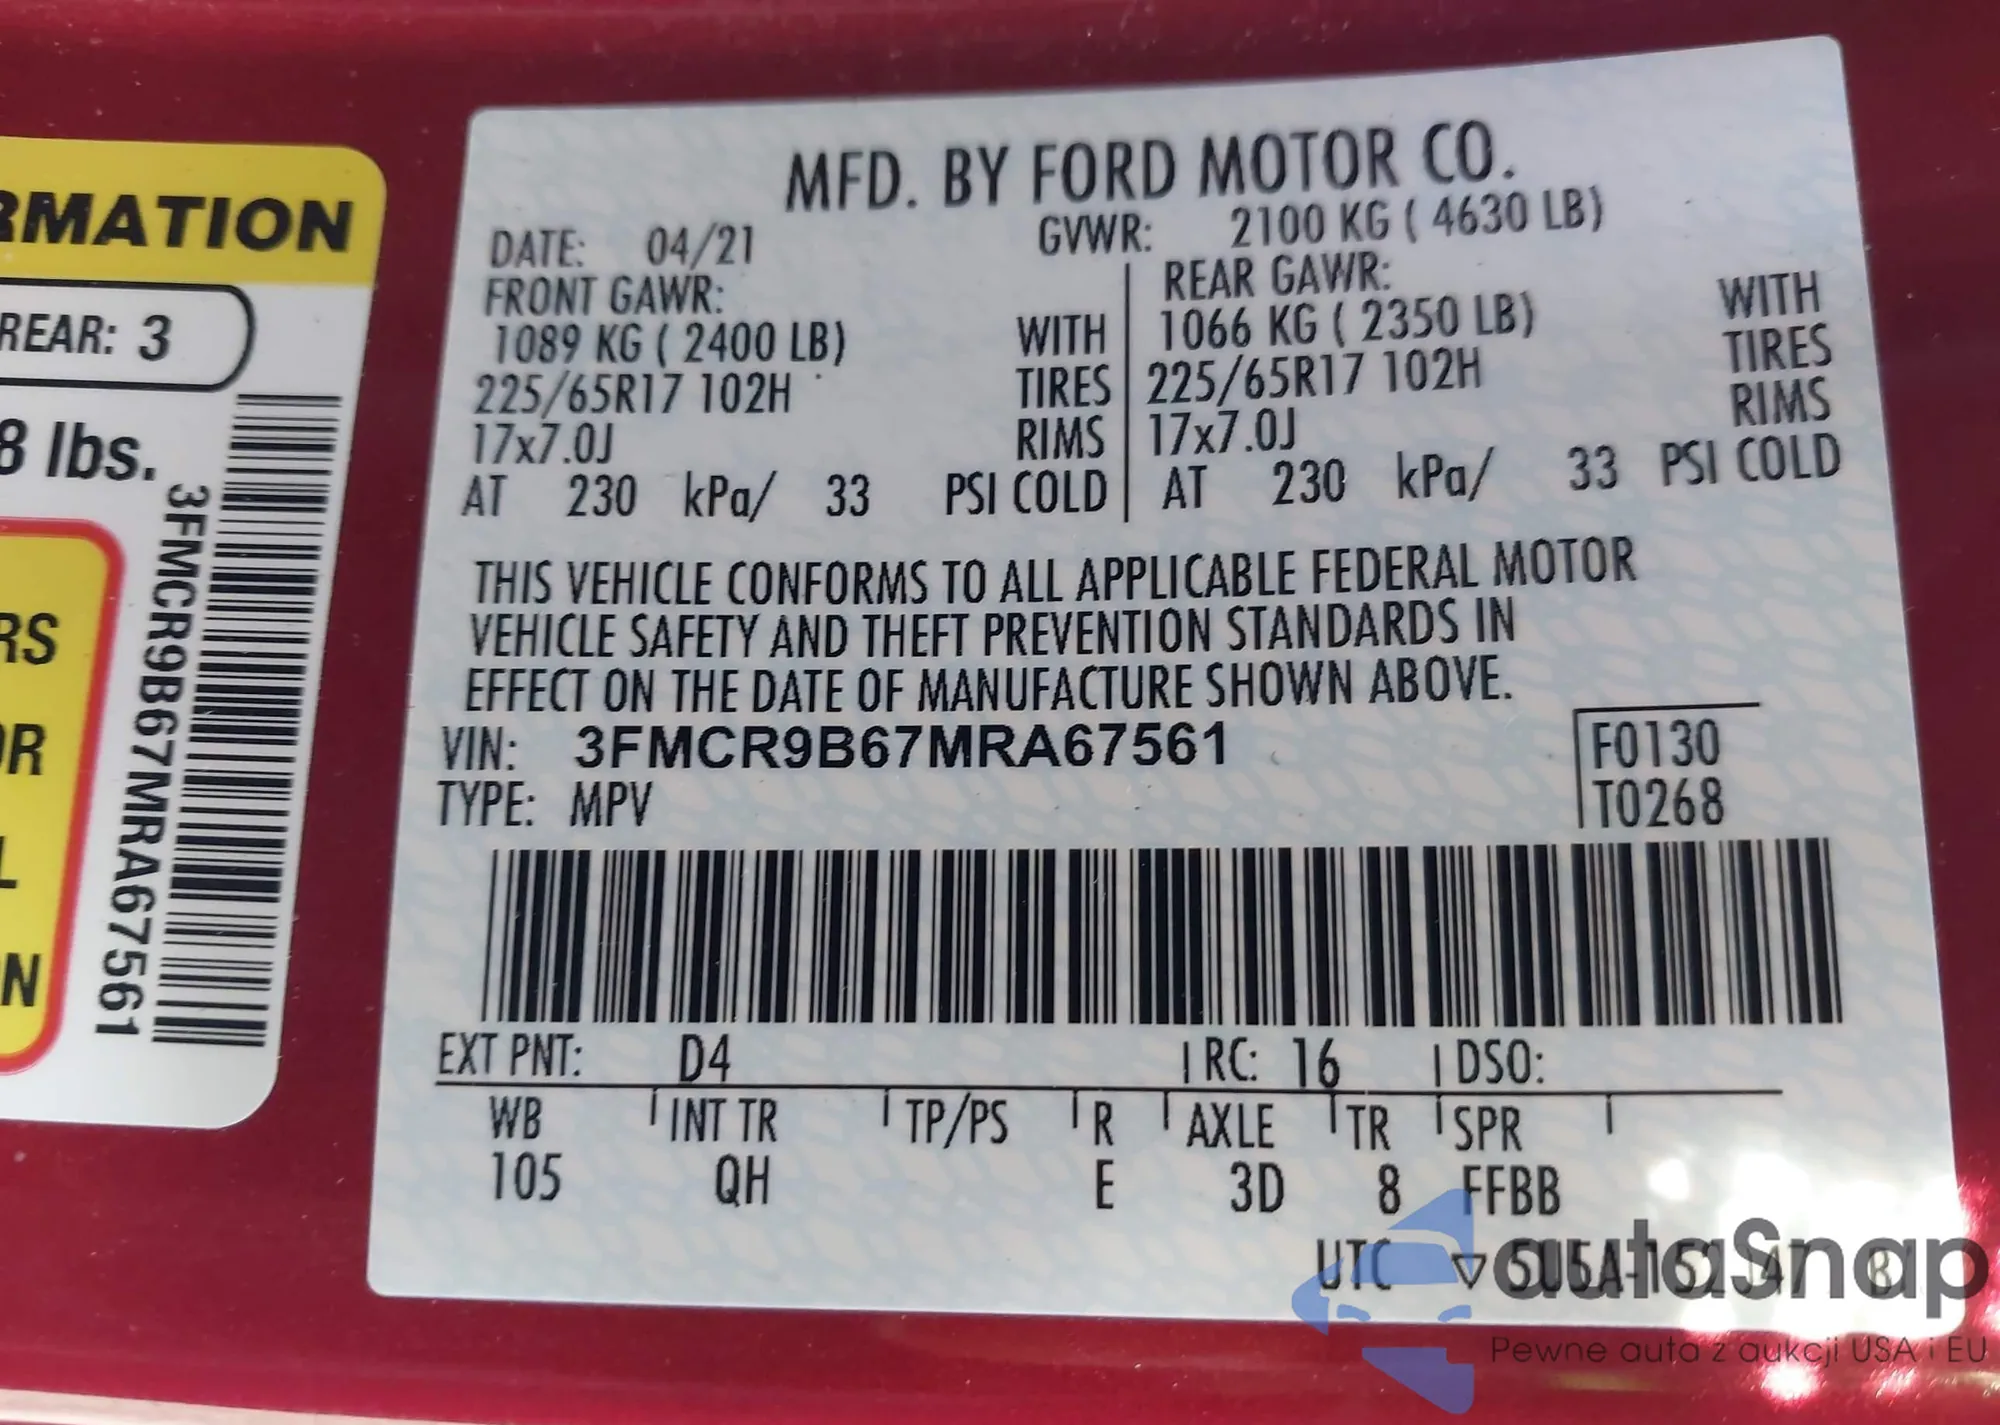 RMATION
REAR: 3
8 lbs.
RS
OR
L
N
3FMCR9B67MRA67561
MFD. BY FORD MOTOR CO.
DATE: 04/21 GVWR: 2100 KG ( 4630 LB)
FRONT GAWR: REAR GAWR:
1089 KG ( 2400 LB) WITH 1066 KG ( 2350 LB) WITH
225/65R17 102H TIRES 225/65R17 102H TIRES
17x7.0J RIMS 17x7.0J RIMS
AT 230 kPa/ 33 PSI COLD AT 230 kPa/ 33 PSI COLD
THIS VEHICLE CONFORMS TO ALL APPLICABLE FEDERAL MOTOR
VEHICLE SAFETY AND THEFT PREVENTION STANDARDS IN
EFFECT ON THE DATE OF MANUFACTURE SHOWN ABOVE.
VIN: 3FMCR9B67MRA67561
F0130
TYPE: MPV
T0268
EXT PNT: D4 RC: 16 DSO:
WB INT TR TP/PS R AXLE TR SPR
105 QH E 3D 8 FFBB
UTC
autaSnap
Pewne auta z aukcji USA i EU